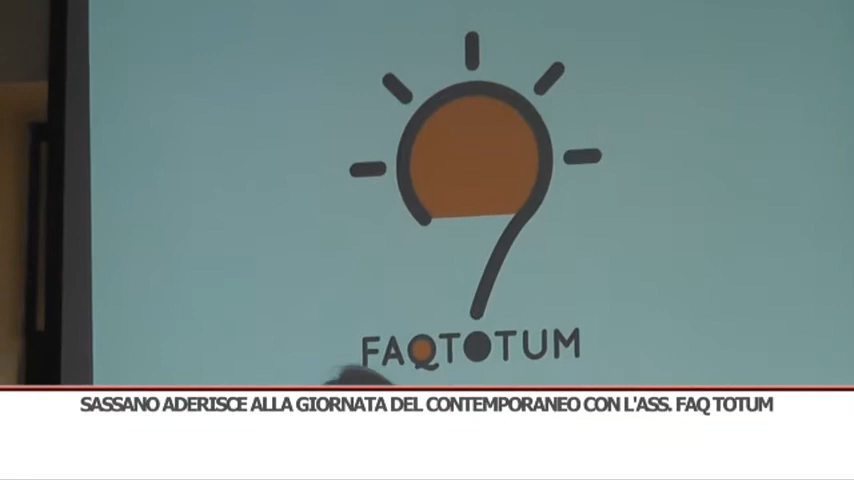 FAQTOTUM
SASSANO ADERISCE ALLA GIORNATA DEL CONTEMPORANEO CON L'ASS. FAQ TOTUM